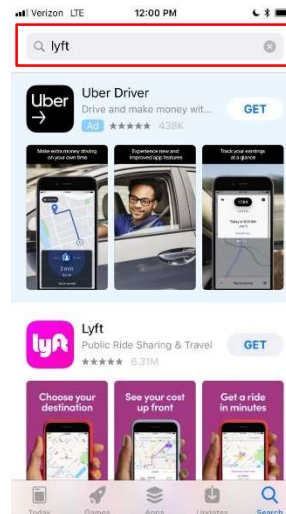 Verizon LTE 12:00 PM
lyft
Uber
Uber Driver
Drive and make money wit...
Ad ★★★★★ 438K
GET
Make extra money driving
on your own time
Experience new and
improved app features
Track your earnings
at a glance
3 min
lyft
Lyft
Public Ride Sharing & Travel
★★★★★ 6.31M
GET
Choose your
destination
See your cost
up front
Get a ride
in minutes
Today Games Apps Updates Search